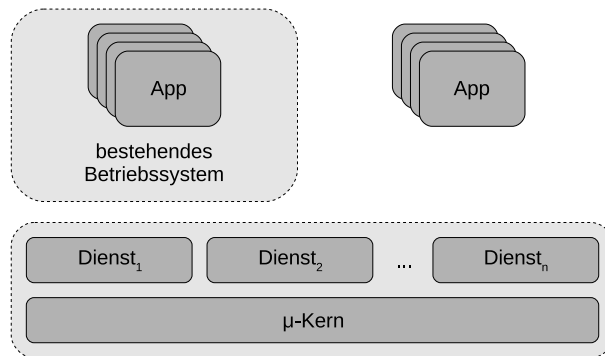 App
App
bestehendes
Betriebssystem
Dienst₁
Dienst₂
...
Dienstₙ
µ-Kern